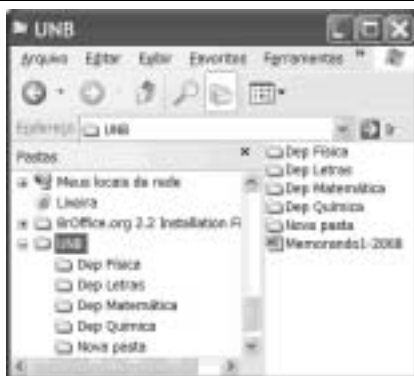 UNB
Arquivo Editar Exibir Favoritos Ferramentas »
Endereço UNB Ir
Pastas x
Meus locais de rede
Lixeira
BrOffice.org 2.2 Installation Fi
UNB
Dep Física
Dep Letras
Dep Matemática
Dep Química
Nova pasta
Dep Física
Dep Letras
Dep Matemática
Dep Química
Nova pasta
Memorando1-2008